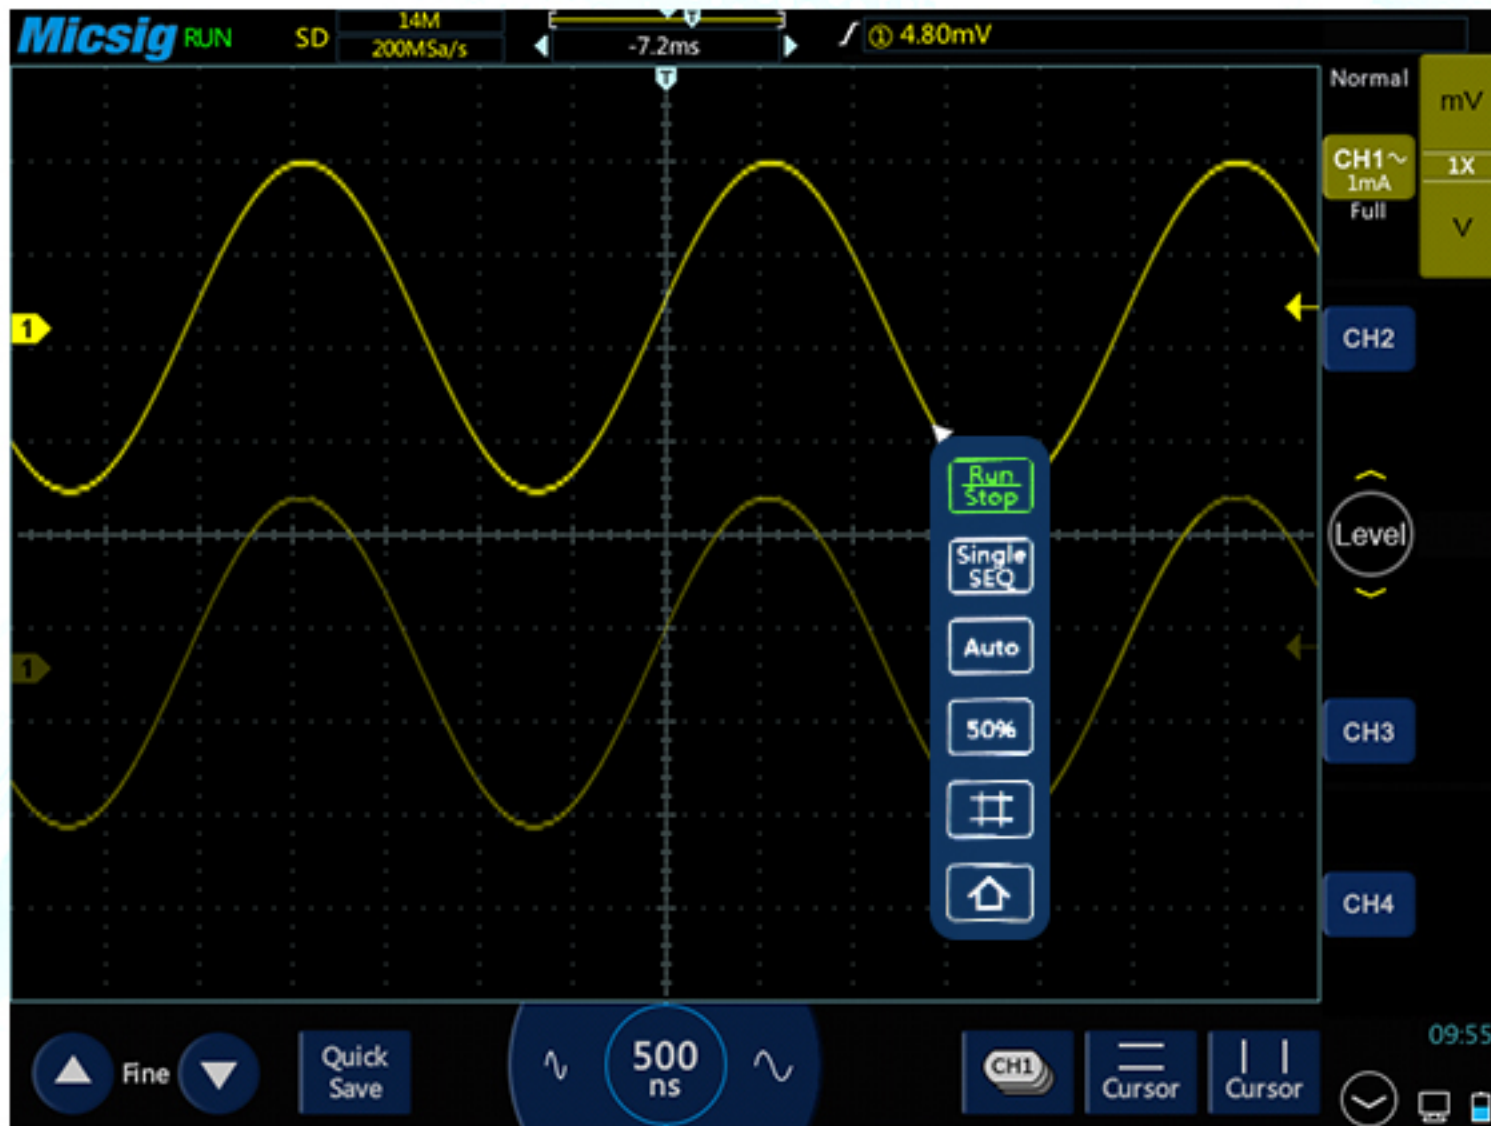 Micsig RUN SD 14M
200MSa/s
-7.2ms
T
① 4.80mV
T
Normal
mV
CH1
1mA
Full
1X
V
1
CH2
Run
Stop
Single
SEQ
Level
Auto
1
50%
CH3
CH4
Fine
Quick
Save
500
ns
CH1
Cursor
Cursor
09:55